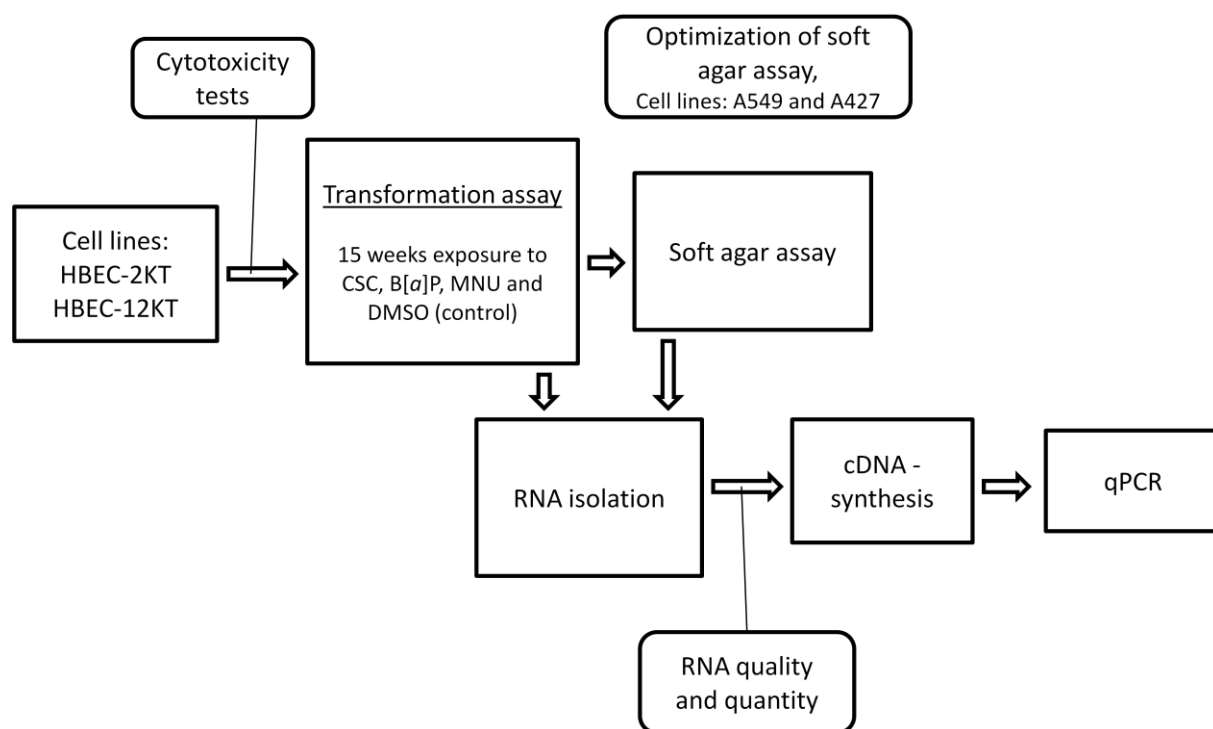 Cytotoxicity
tests
Optimization of soft
agar assay,
Cell lines: A549 and A427
Cell lines:
HBEC-2KT
HBEC-12KT
Transformation assay
15 weeks exposure to
CSC, B[a]P, MNU and
DMSO (control)
Soft agar assay
RNA isolation
cDNA -
synthesis
qPCR
RNA quality
and quantity